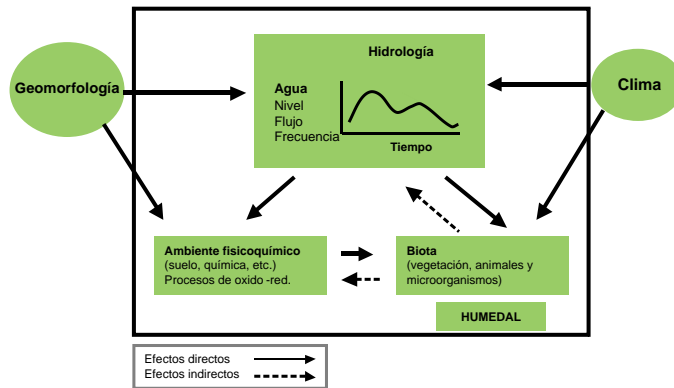 Hidrología
Geomorfología
Clima
Agua
Nivel
Flujo
Frecuencia
Tiempo
Ambiente fisicoquímico
(suelo, química, etc.)
Procesos de oxido -red.
Biota
(vegetación, animales y
microorganismos)
HUMEDAL
Efectos directos
Efectos indirectos